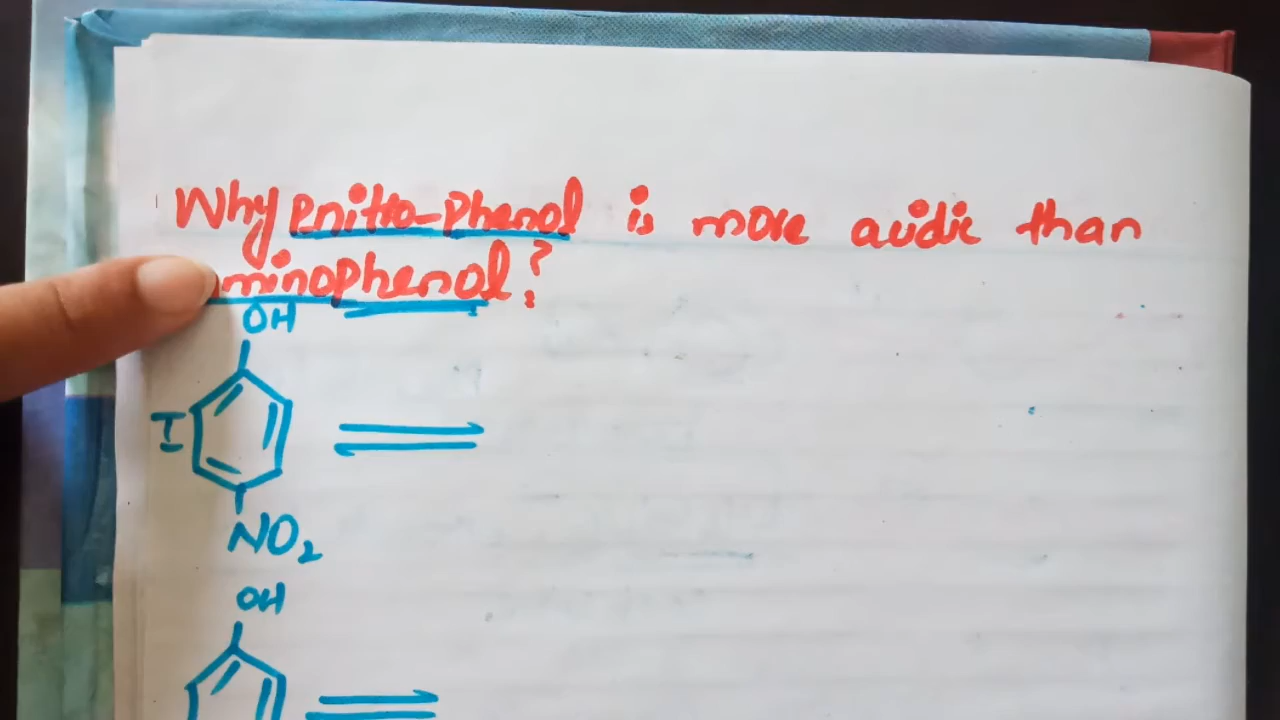 Why pnitro-phenol is more acidic than
minophenol?
OH
I
NO₂
OH